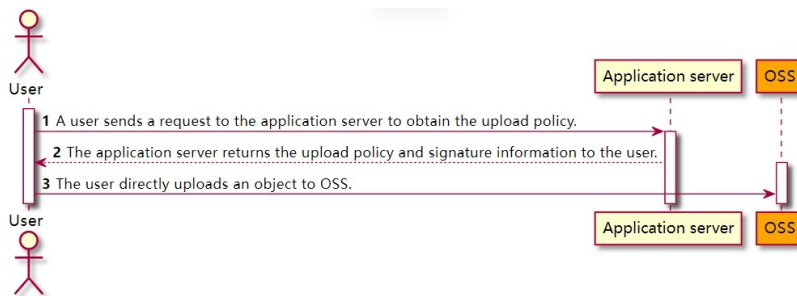 User
Application server
OSS
1 A user sends a request to the application server to obtain the upload policy.
2 The application server returns the upload policy and signature information to the user.
3 The user directly uploads an object to OSS.
User
Application server
OSS